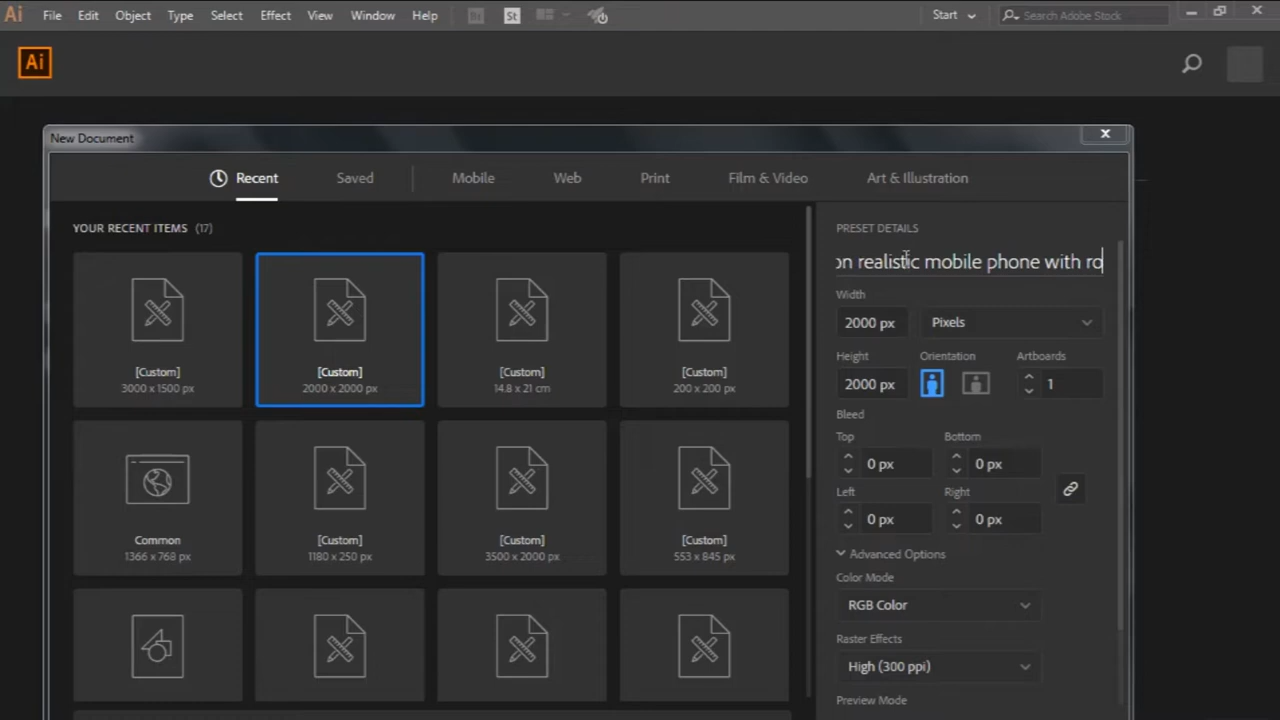 Ai File Edit Object Type Select Effect View Window Help Br St Start Search Adobe Stock
Ai
New Document
Recent Saved Mobile Web Print Film & Video Art & Illustration
YOUR RECENT ITEMS (17)
[Custom] [Custom] [Custom] [Custom]
3000 x 1500 px 2000 x 2000 px 14.8 x 21 cm 200 x 200 px
Common [Custom] [Custom] [Custom]
1366 x 768 px 1180 x 250 px 3500 x 2000 px 553 x 845 px
PRESET DETAILS
on realistic mobile phone with ro
Width
2000 px Pixels
Height Orientation Artboards
2000 px 1
Bleed
Top Bottom
0 px 0 px
Left Right
0 px 0 px
Advanced Options
Color Mode
RGB Color
Raster Effects
High (300 ppi)
Preview Mode